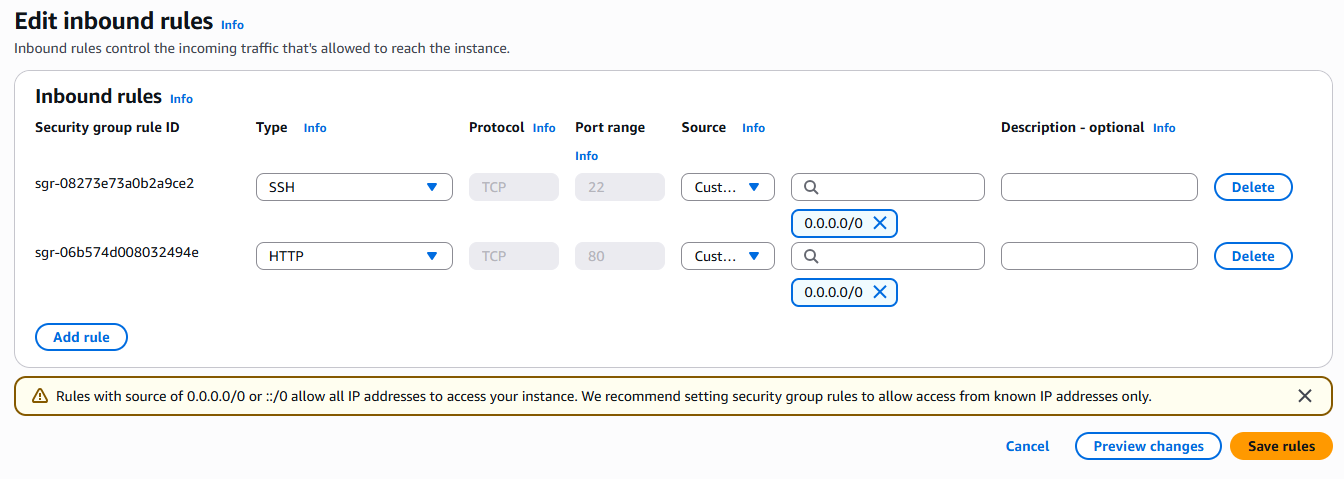 Edit inbound rules Info
Inbound rules control the incoming traffic that's allowed to reach the instance.
Inbound rules Info
Security group rule ID Type Info Protocol Info Port range Info Source Info Description - optional Info
sgr-08273e73a0b2a9ce2 SSH TCP 22 Cust... Delete
0.0.0.0/0
sgr-06b574d008032494e HTTP TCP 80 Cust... Delete
0.0.0.0/0
Add rule
Rules with source of 0.0.0.0/0 or ::/0 allow all IP addresses to access your instance. We recommend setting security group rules to allow access from known IP addresses only.
Cancel Preview changes Save rules